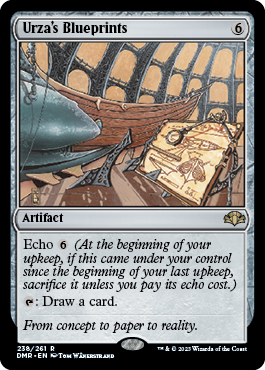 Urza's Blueprints 6
Artifact
Echo 6 (At the beginning of your
upkeep, if this came under your control
since the beginning of your last upkeep,
sacrifice it unless you pay its echo cost.)
T: Draw a card.
From concept to paper to reality.
238/261 R
DMR • EN Tom Wänerstrand
™ & © 2023 Wizards of the Coast